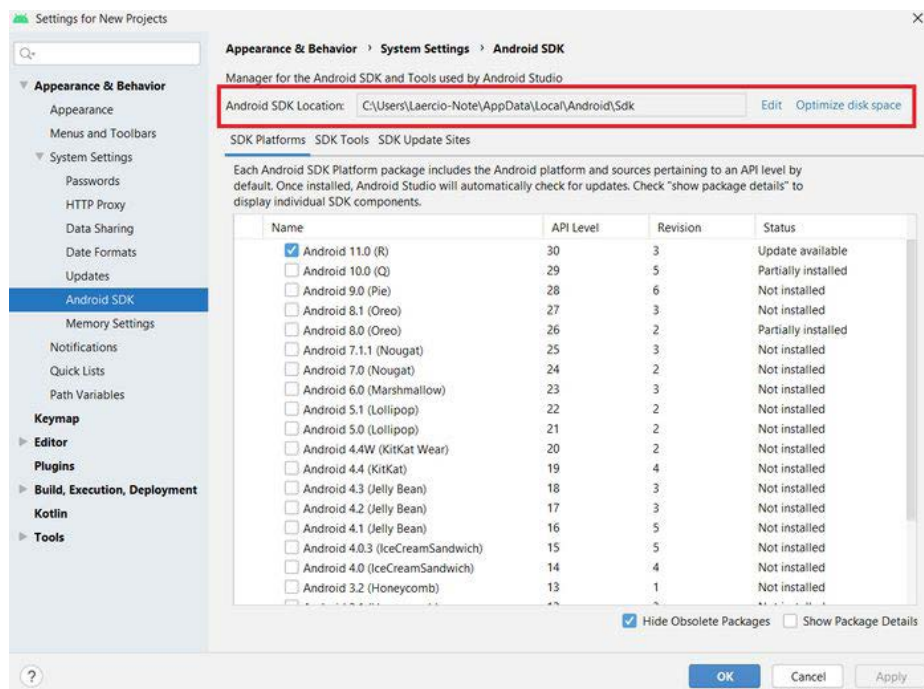 Settings for New Projects
Appearance & Behavior
Appearance
Menus and Toolbars
System Settings
Passwords
HTTP Proxy
Data Sharing
Date Formats
Updates
Android SDK
Memory Settings
Notifications
Quick Lists
Path Variables
Keymap
Editor
Plugins
Build, Execution, Deployment
Kotlin
Tools
Appearance & Behavior › System Settings › Android SDK
Manager for the Android SDK and Tools used by Android Studio
Android SDK Location: C:\Users\Laercio-Note\AppData\Local\Android\Sdk Edit Optimize disk space
SDK Platforms SDK Tools SDK Update Sites
Each Android SDK Platform package includes the Android platform and sources pertaining to an API level by
default. Once installed, Android Studio will automatically check for updates. Check "show package details" to
display individual SDK components.
Name API Level Revision Status
Android 11.0 (R) 30 3 Update available
Android 10.0 (Q) 29 5 Partially installed
Android 9.0 (Pie) 28 6 Not installed
Android 8.1 (Oreo) 27 3 Not installed
Android 8.0 (Oreo) 26 2 Partially installed
Android 7.1.1 (Nougat) 25 3 Not installed
Android 7.0 (Nougat) 24 2 Not installed
Android 6.0 (Marshmallow) 23 3 Not installed
Android 5.1 (Lollipop) 22 2 Not installed
Android 5.0 (Lollipop) 21 2 Not installed
Android 4.4W (KitKat Wear) 20 2 Not installed
Android 4.4 (KitKat) 19 4 Not installed
Android 4.3 (Jelly Bean) 18 3 Not installed
Android 4.2 (Jelly Bean) 17 3 Not installed
Android 4.1 (Jelly Bean) 16 5 Not installed
Android 4.0.3 (IceCreamSandwich) 15 5 Not installed
Android 4.0 (IceCreamSandwich) 14 4 Not installed
Android 3.2 (Honeycomb) 13 1 Not installed
Hide Obsolete Packages Show Package Details
? OK Cancel Apply